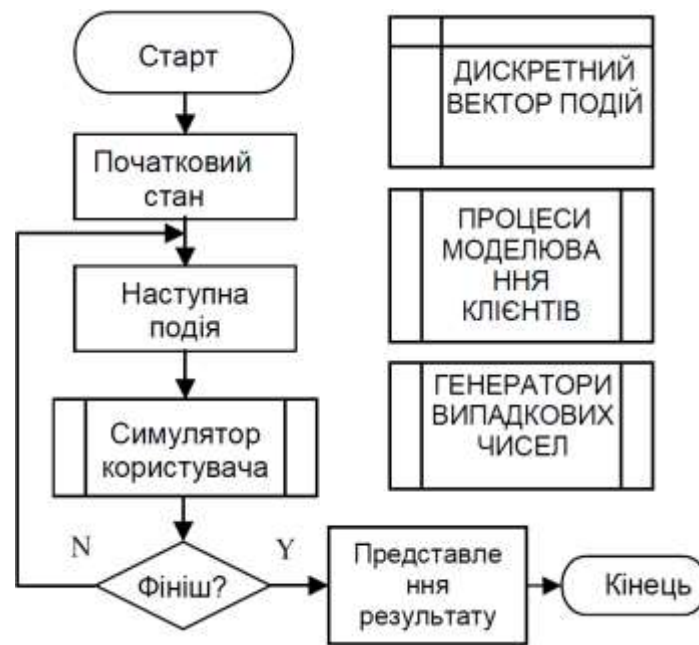 Старт
Початковий
стан
Наступна
подія
Симулятор
користувача
N
Y
Фініш?
Представле
ння
результату
Кінець
ДИСКРЕТНИЙ
ВЕКТОР ПОДІЙ
ПРОЦЕСИ
МОДЕЛЮВА
ННЯ
КЛІЄНТІВ
ГЕНЕРАТОРИ
ВИПАДКОВИХ
ЧИСЕЛ